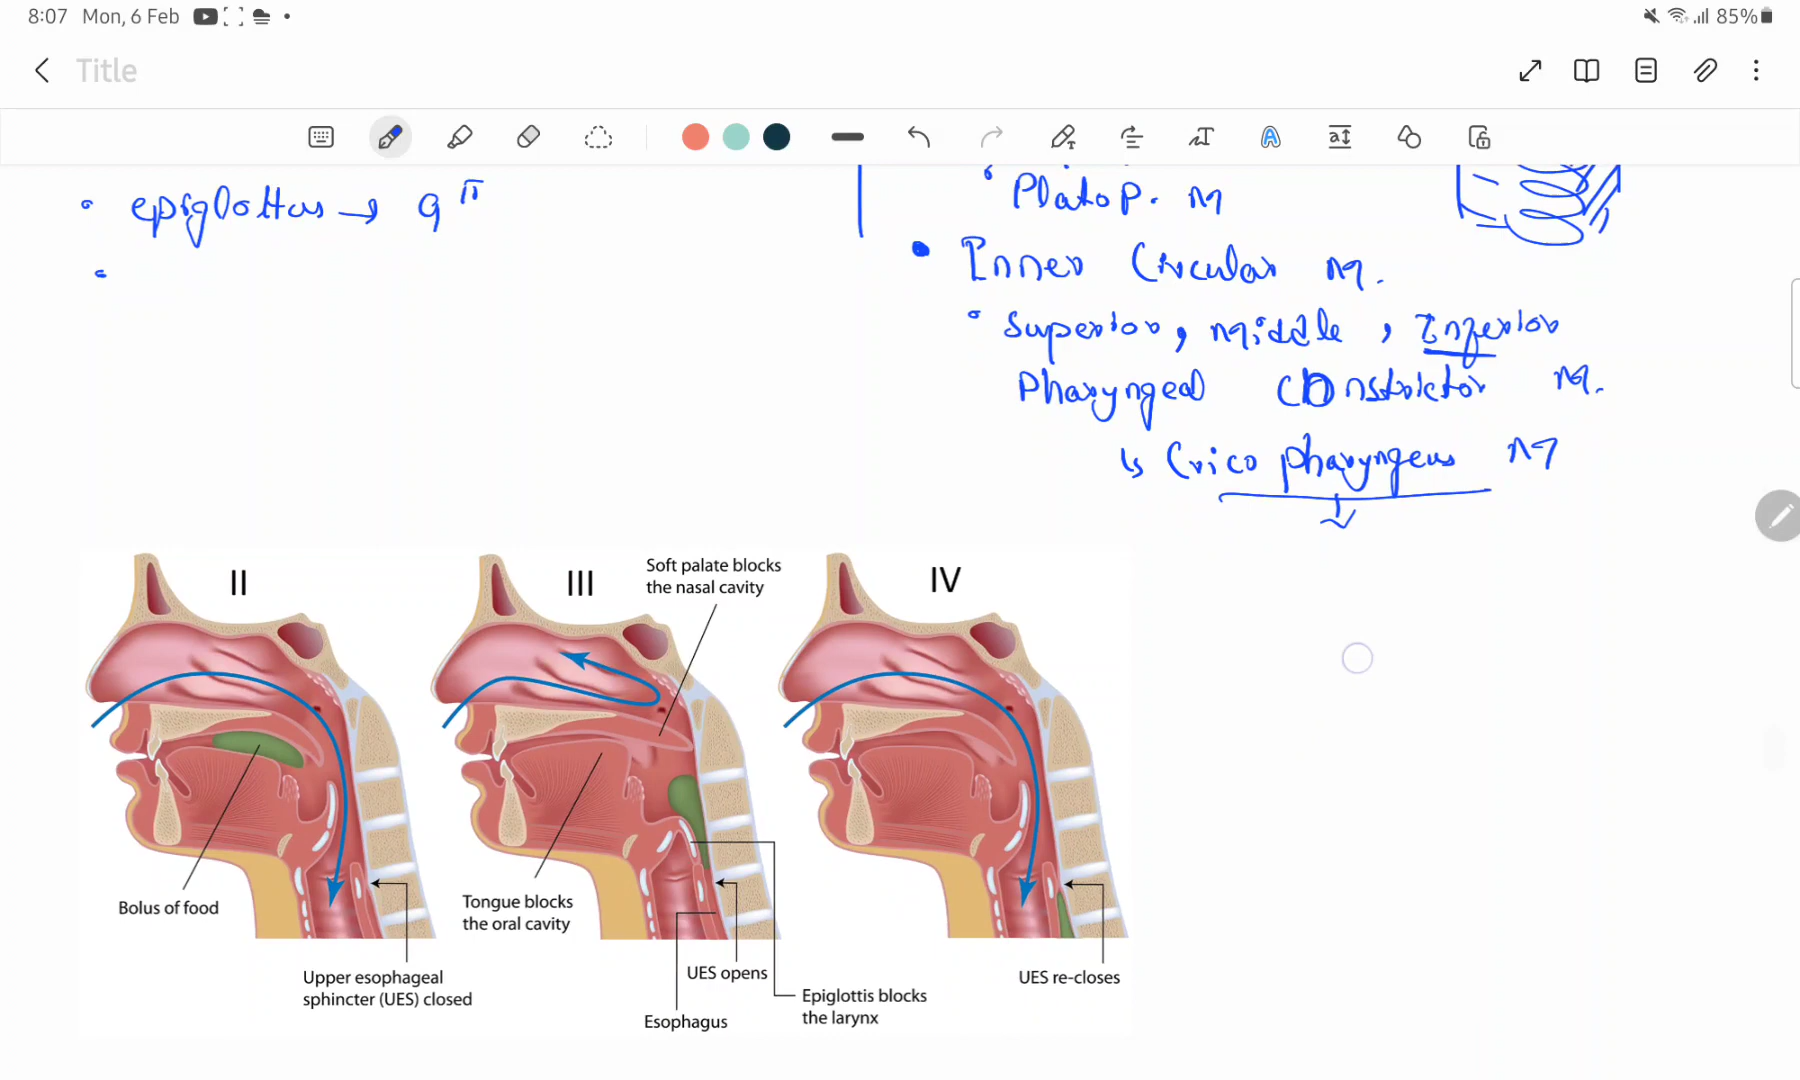 8:07 Mon, 6 Feb
85%
Title
epiglottus →
Platop. m
Inner Circular m.
Superior, middle, Inferior
Pharyngeal Constrictor m.
↳ Crico pharyngeus m
II
III
IV
Soft palate blocks
the nasal cavity
Bolus of food
Tongue blocks
the oral cavity
Upper esophageal
sphincter (UES) closed
UES opens
Esophagus
Epiglottis blocks
the larynx
UES re-closes